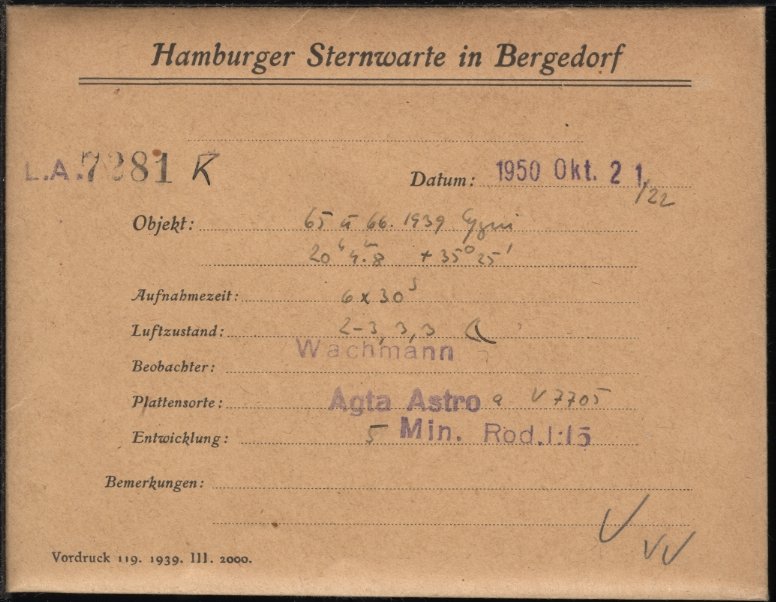 Hamburger Sternwarte in Bergedorf
L.A. 7281 K
Datum: 1950 Okt. 21/22
Objekt: 65 u 66. 1939 Cygni
20ʰ 4ᵐ.8 +35° 25'
Aufnahmezeit: 6 x 30ˢ
Luftzustand: 2-3, 3, 3
Beobachter: Wachmann
Plattensorte: Agfa Astro a V 7705
Entwicklung: 5 Min. Rod. 1:15
Bemerkungen:
Vordruck 119. 1939. III. 2000.